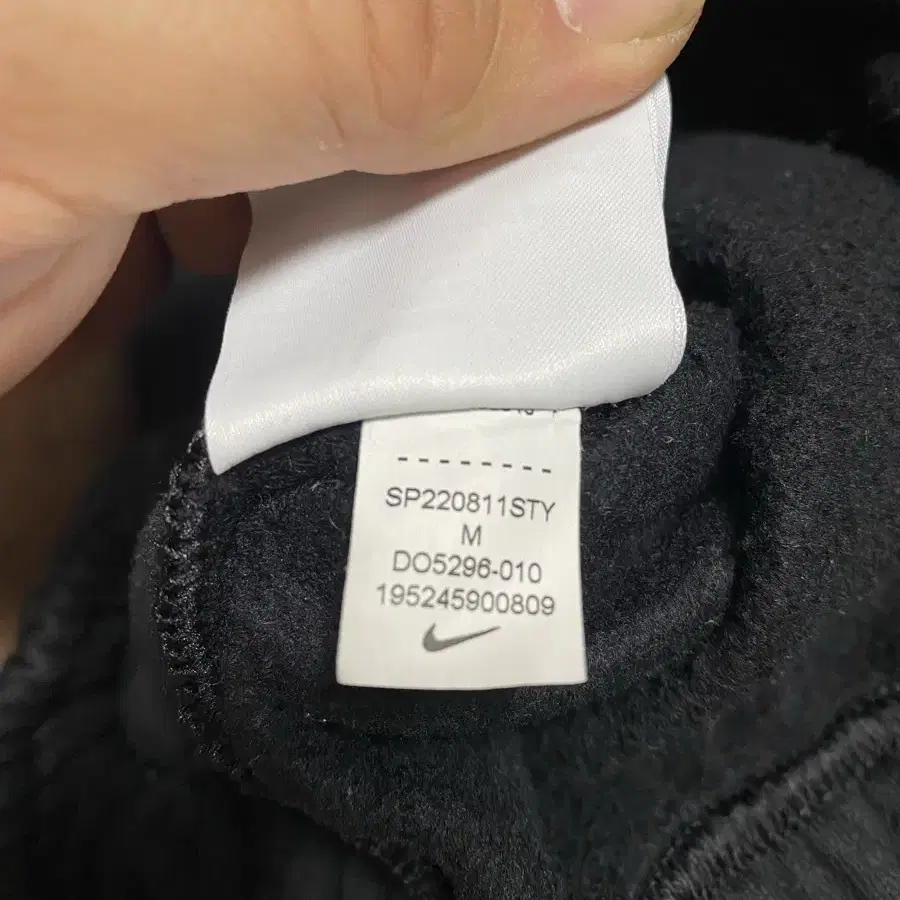 --------
SP220811STY
M
DO5296-010
195245900809